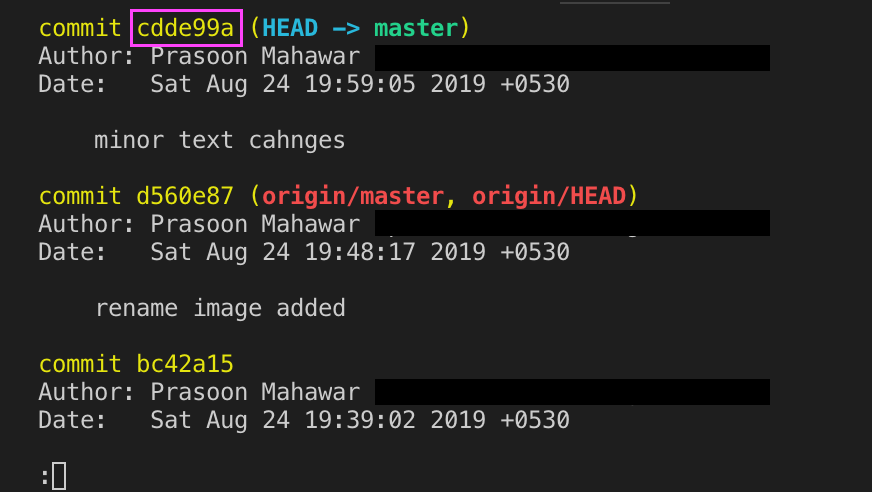 commit cdde99a (HEAD -> master)
Author: Prasoon Mahawar
Date:   Sat Aug 24 19:59:05 2019 +0530
minor text cahnges
commit d560e87 (origin/master, origin/HEAD)
Author: Prasoon Mahawar
Date:   Sat Aug 24 19:48:17 2019 +0530
rename image added
commit bc42a15
Author: Prasoon Mahawar
Date:   Sat Aug 24 19:39:02 2019 +0530
: